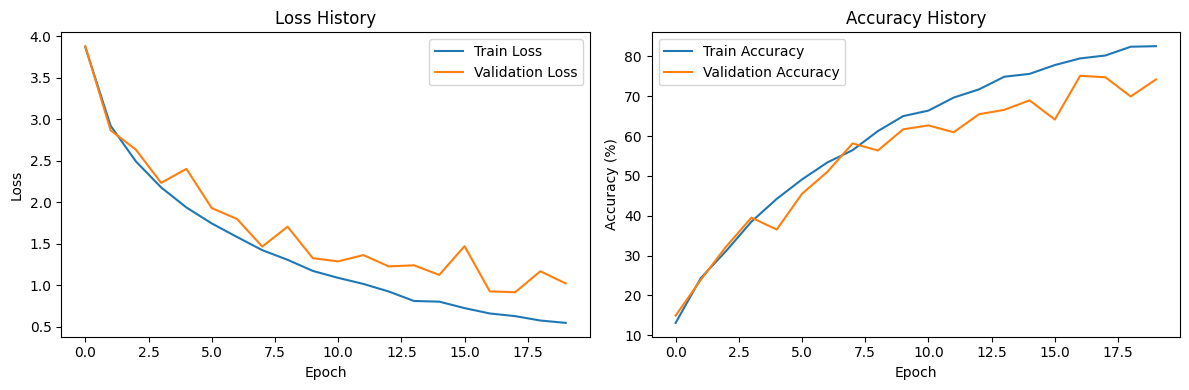 Loss History
4.0
3.5
3.0
2.5
2.0
1.5
1.0
0.5
Loss
Train Loss
Validation Loss
0.0 2.5 5.0 7.5 10.0 12.5 15.0 17.5
Epoch
Accuracy History
80
70
60
50
40
30
20
10
Accuracy (%)
Train Accuracy
Validation Accuracy
0.0 2.5 5.0 7.5 10.0 12.5 15.0 17.5
Epoch